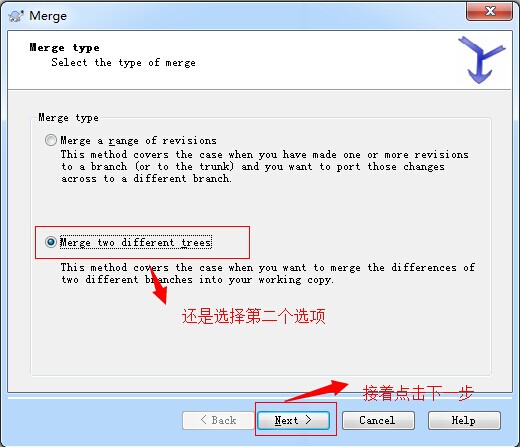 Merge
Merge type
Select the type of merge
Merge type
Merge a range of revisions
This method covers the case when you have made one or more revisions
to a branch (or to the trunk) and you want to port those changes
across to a different branch.
Merge two different trees
This method covers the case when you want to merge the differences of
two different branches into your working copy.
还是选择第二个选项
接着点击下一步
< Back
Next >
Cancel
Help